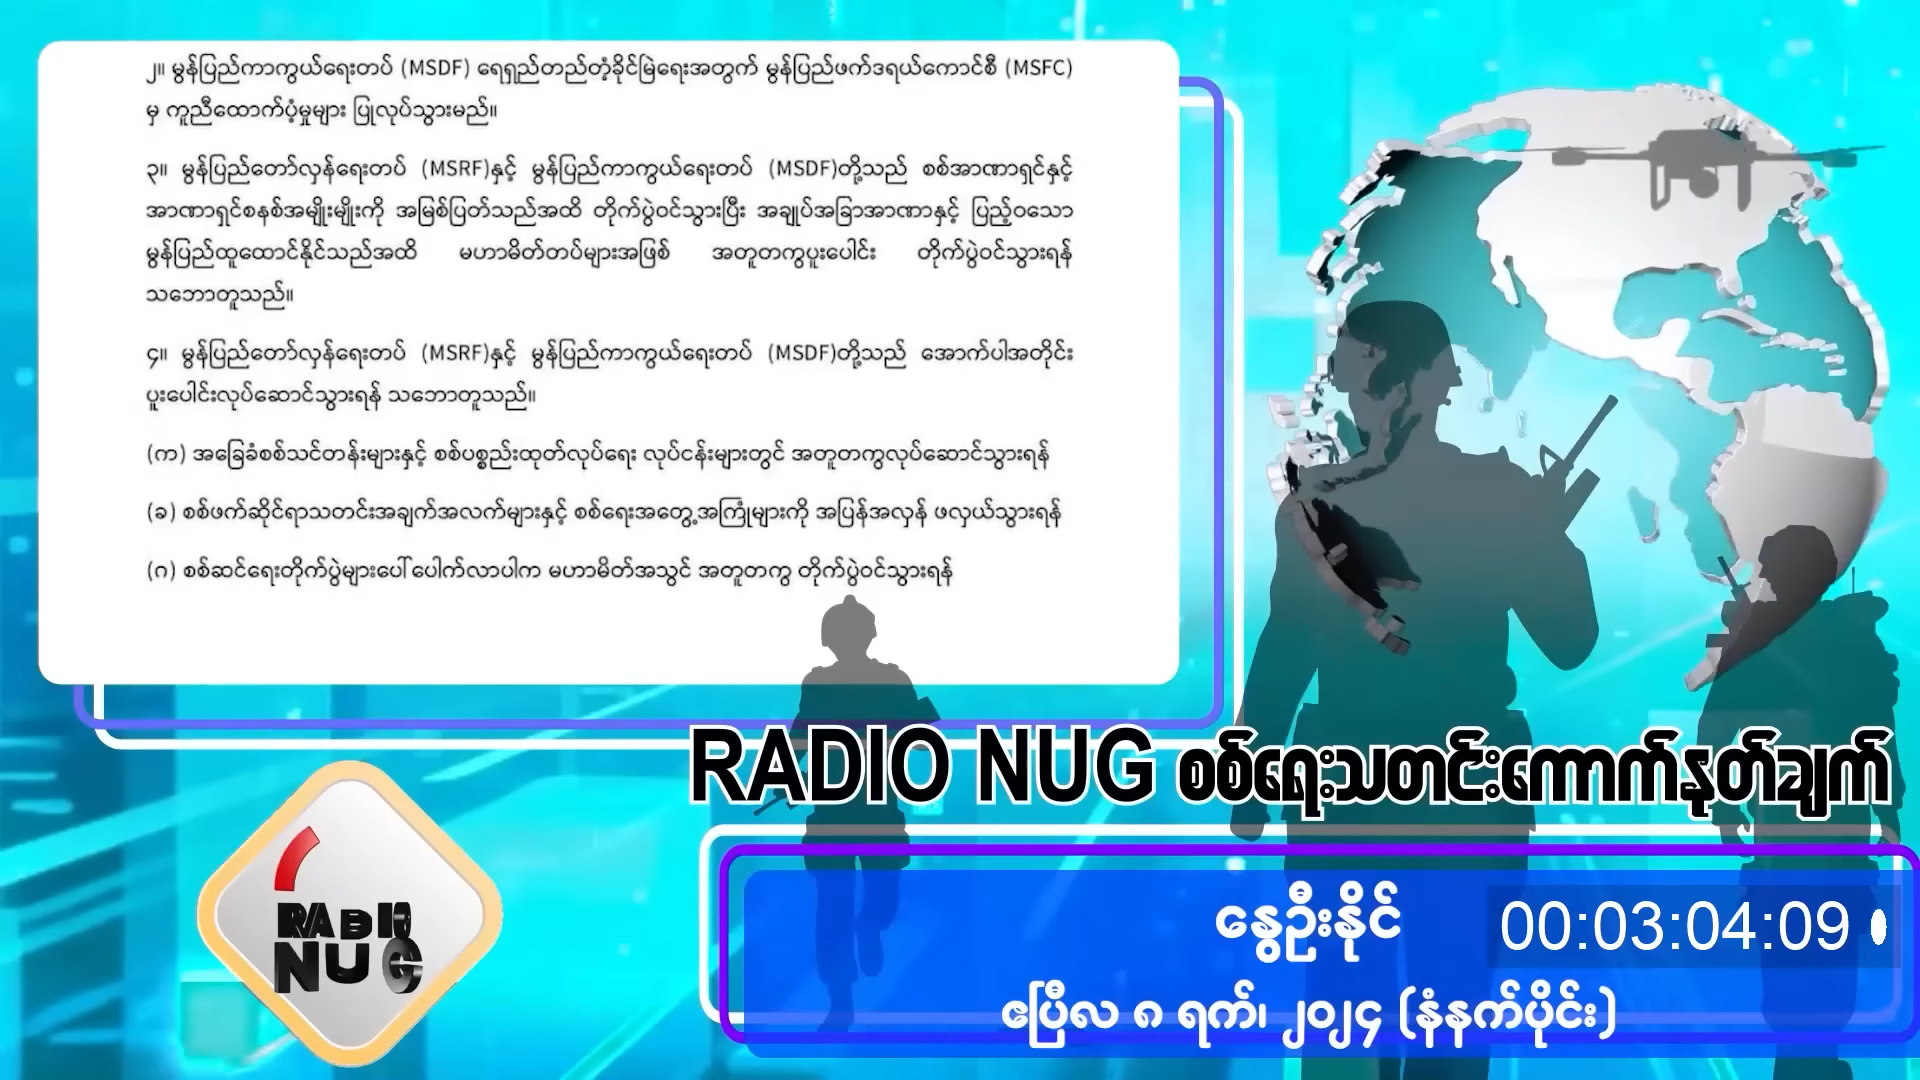 ၂။ မွန်ပြည်ကာကွယ်ရေးတပ် (MSDF) ရေရှည်တည်တံ့ခိုင်မြဲရေးအတွက် မွန်ပြည်ဖက်ဒရယ်ကောင်စီ (MSFC)
မှ ကူညီထောက်ပံ့မှုများ ပြုလုပ်သွားမည်။
၃။ မွန်ပြည်တော်လှန်ရေးတပ် (MSRF)နှင့် မွန်ပြည်ကာကွယ်ရေးတပ် (MSDF)တို့သည် စစ်အာဏာရှင်နှင့်
အာဏာရှင်စနစ်အမျိုးမျိုးကို အမြစ်ပြတ်သည်အထိ တိုက်ပွဲဝင်သွားပြီး အချုပ်အခြာအာဏာနှင့် ပြည့်ဝသော
မွန်ပြည်ထူထောင်နိုင်သည်အထိ မဟာမိတ်တပ်များအဖြစ် အတူတကွပူးပေါင်း တိုက်ပွဲဝင်သွားရန်
သဘောတူသည်။
၄။ မွန်ပြည်တော်လှန်ရေးတပ် (MSRF)နှင့် မွန်ပြည်ကာကွယ်ရေးတပ် (MSDF)တို့သည် အောက်ပါအတိုင်း
ပူးပေါင်းလုပ်ဆောင်သွားရန် သဘောတူသည်။
(က) အခြေခံစစ်သင်တန်းများနှင့် စစ်ပစ္စည်းထုတ်လုပ်ရေး လုပ်ငန်းများတွင် အတူတကွလုပ်ဆောင်သွားရန်
(ခ) စစ်ဖက်ဆိုင်ရာသတင်းအချက်အလက်များနှင့် စစ်ရေးအတွေ့အကြုံများကို အပြန်အလှန် ဖလှယ်သွားရန်
(ဂ) စစ်ဆင်ရေးတိုက်ပွဲများပေါ်ပေါက်လာပါက မဟာမိတ်အသွင် အတူတကွ တိုက်ပွဲဝင်သွားရန်
RADIO NUG စစ်ရေးသတင်းကောက်နုတ်ချက်
RADIO
NUG
နွေဦးနိုင် 00:03:04:09
ဧပြီလ ၈ ရက်၊ ၂၀၂၄ (နံနက်ပိုင်း)